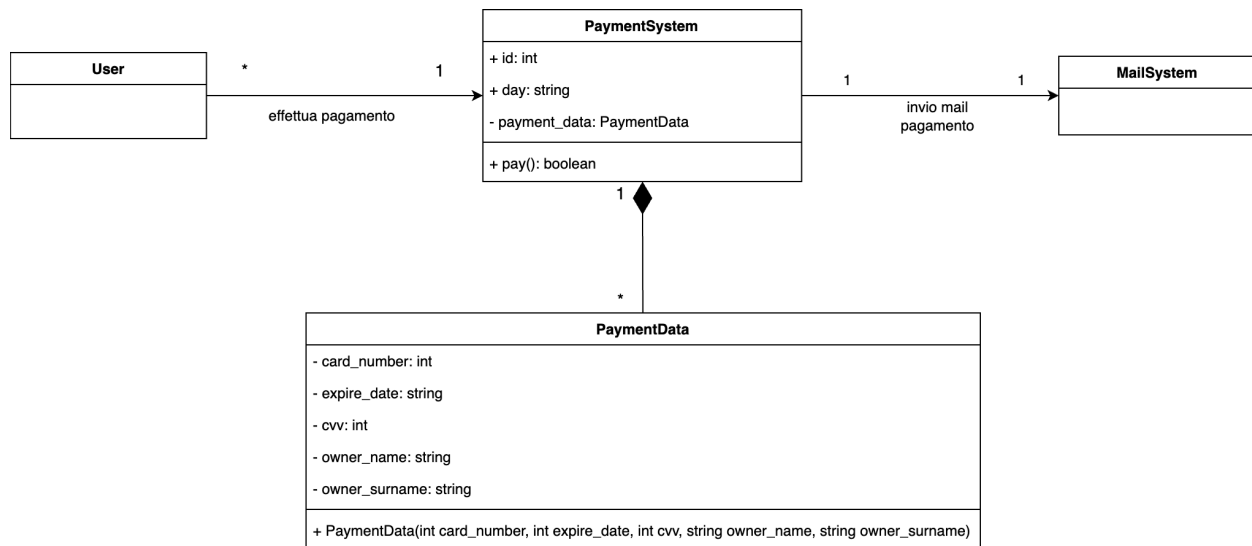 PaymentSystem
+ id: int
+ day: string
- payment_data: PaymentData
+ pay(): boolean
User
*
1
effettua pagamento
1
1
invio mail
pagamento
MailSystem
1
*
PaymentData
- card_number: int
- expire_date: string
- cvv: int
- owner_name: string
- owner_surname: string
+ PaymentData(int card_number, int expire_date, int cvv, string owner_name, string owner_surname)